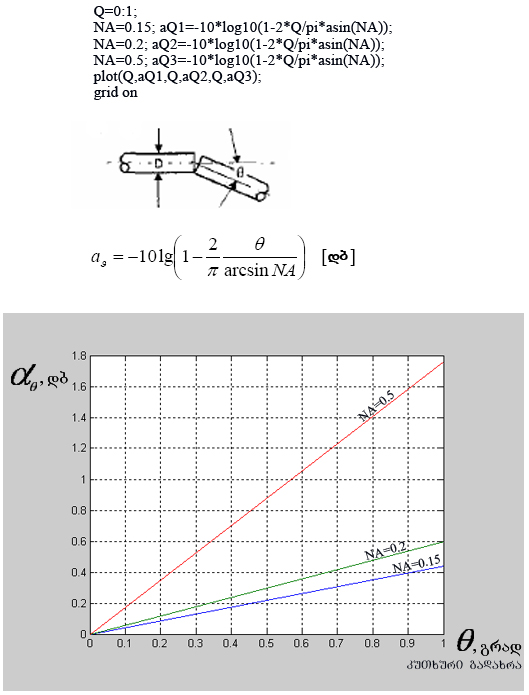 Q=0:1;
NA=0.15; aQ1=-10*log10(1-2*Q/pi*asin(NA));
NA=0.2; aQ2=-10*log10(1-2*Q/pi*asin(NA));
NA=0.5; aQ3=-10*log10(1-2*Q/pi*asin(NA));
plot(Q,aQ1,Q,aQ2,Q,aQ3);
grid on
D
θ
a_s = -10 lg(1 - 2/π θ/arcsin NA) [დბ]
α_θ, დბ
1.8
1.6
1.4
1.2
1
0.8
0.6
0.4
0.2
0
NA=0.5
NA=0.2
NA=0.15
0 0.1 0.2 0.3 0.4 0.5 0.6 0.7 0.8 0.9 1
θ, გრად
კუთხური გადახრა